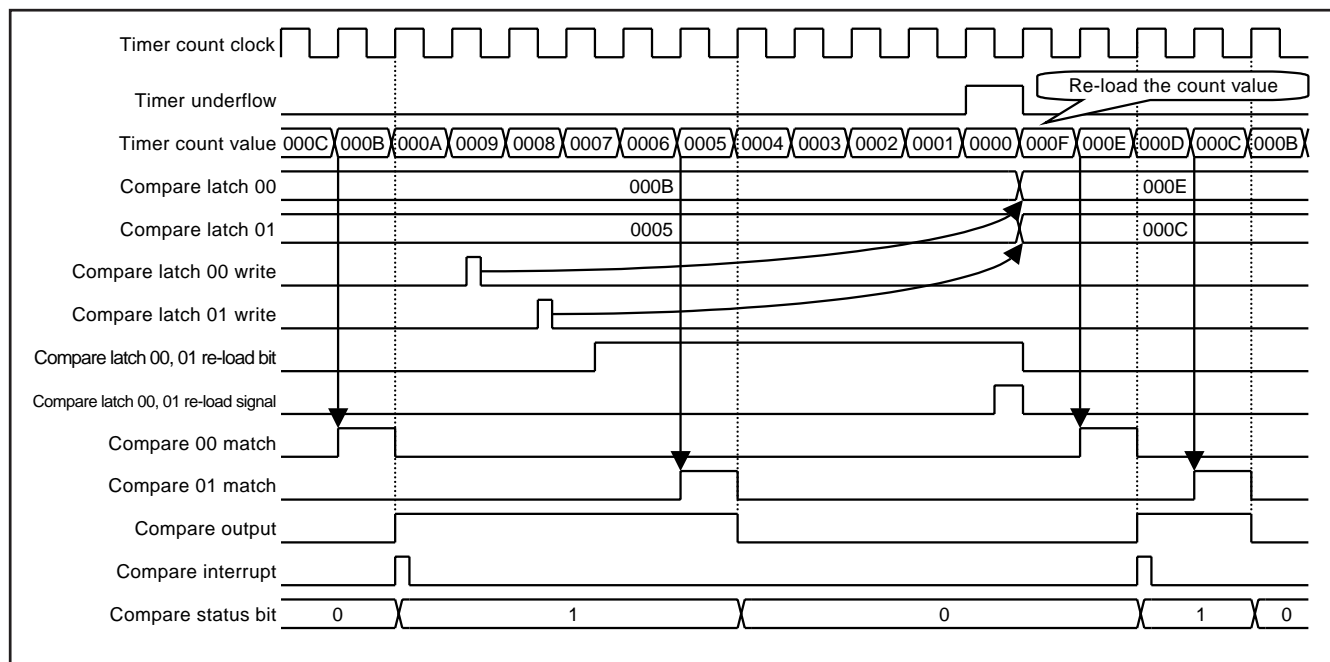 Timer count clock
Timer underflow
Re-load the count value
Timer count value 000C 000B 000A 0009 0008 0007 0006 0005 0004 0003 0002 0001 0000 000F 000E 000D 000C 000B
Compare latch 00 000B 000E
Compare latch 01 0005 000C
Compare latch 00 write
Compare latch 01 write
Compare latch 00, 01 re-load bit
Compare latch 00, 01 re-load signal
Compare 00 match
Compare 01 match
Compare output
Compare interrupt
Compare status bit 0 1 0 1 0